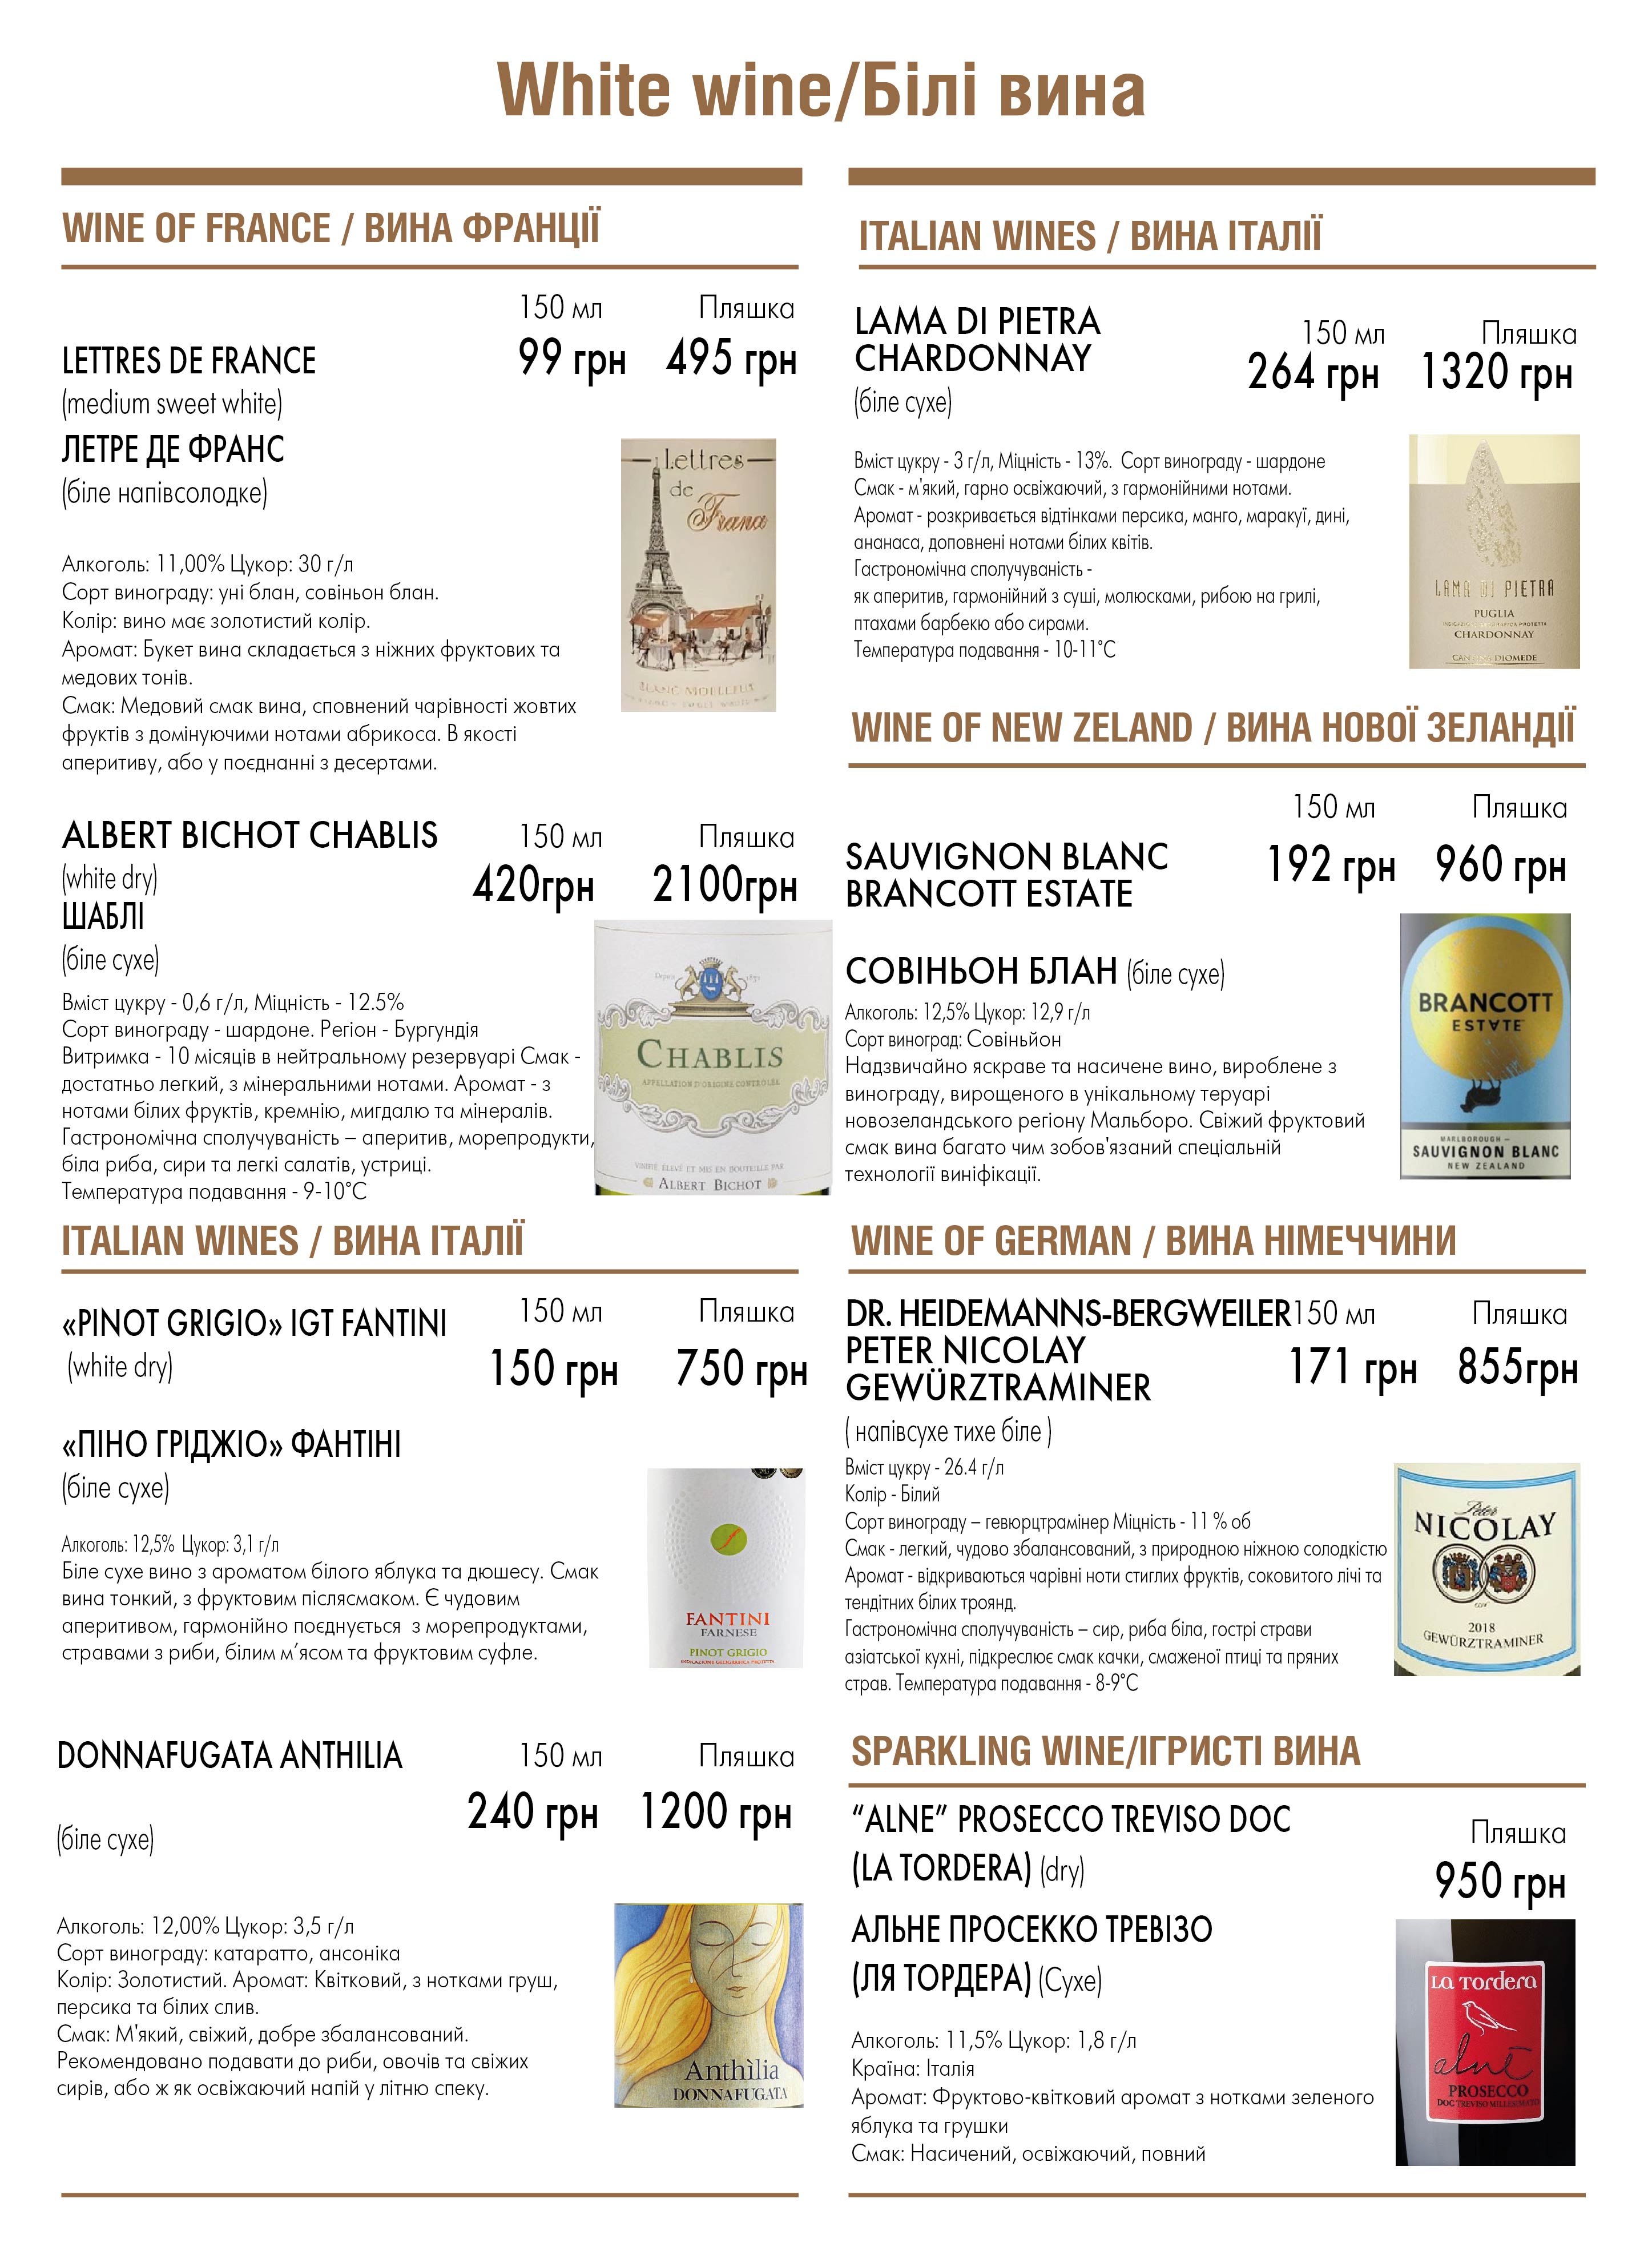 White wine/Білі вина
WINE OF FRANCE / ВИНА ФРАНЦІЇ
150 мл Пляшка
LETTRES DE FRANCE 99 грн 495 грн
(medium sweet white)
ЛЕТРЕ ДЕ ФРАНС
(біле напівсолодке)
Lettres
de
France
BLANC MOELLEUX
Алкоголь: 11,00% Цукор: 30 г/л
Сорт винограду: уні блан, совіньон блан.
Колір: вино має золотистий колір.
Аромат: Букет вина складається з ніжних фруктових та
медових тонів.
Смак: Медовий смак вина, сповнений чарівності жовтих
фруктів з домінуючими нотами абрикоса. В якості
аперитиву, або у поєднанні з десертами.
ALBERT BICHOT CHABLIS 150 мл Пляшка
(white dry) 420грн 2100грн
ШАБЛІ
(біле сухе)
Вміст цукру - 0,6 г/л, Міцність - 12.5%
Сорт винограду - шардоне. Регіон - Бургундія
Витримка - 10 місяців в нейтральному резервуарі Смак -
достатньо легкий, з мінеральними нотами. Аромат - з
нотами білих фруктів, кремнію, мигдалю та мінералів.
Гастрономічна сполучуваність – аперитив, морепродукти,
біла риба, сири та легкі салатів, устриці.
Температура подавання - 9-10°С
Depuis 1831
CHABLIS
APPELLATION D'ORIGINE CONTRÔLÉE
VINIFIÉ ÉLEVÉ ET MIS EN BOUTEILLE PAR
ALBERT BICHOT
ITALIAN WINES / ВИНА ІТАЛІЇ
«PINOT GRIGIO» IGT FANTINI 150 мл Пляшка
(white dry) 150 грн 750 грн
«ПІНО ГРІДЖІО» ФАНТІНІ
(біле сухе)
Алкоголь: 12,5% Цукор: 3,1 г/л
Біле сухе вино з ароматом білого яблука та дюшесу. Смак
вина тонкий, з фруктовим післясмаком. Є чудовим
аперитивом, гармонійно поєднується з морепродуктами,
стравами з риби, білим м’ясом та фруктовим суфле.
FANTINI
FARNESE
PINOT GRIGIO
INDICAZIONE GEOGRAFICA PROTETTA
DONNAFUGATA ANTHILIA 150 мл Пляшка
240 грн 1200 грн
(біле сухе)
Алкоголь: 12,00% Цукор: 3,5 г/л
Сорт винограду: катаратто, ансоніка
Колір: Золотистий. Аромат: Квітковий, з нотками груш,
персика та білих слив.
Смак: М'який, свіжий, добре збалансований.
Рекомендовано подавати до риби, овочів та свіжих
сирів, або ж як освіжаючий напій у літню спеку.
Anthìlia
DONNAFUGATA
ITALIAN WINES / ВИНА ІТАЛІЇ
LAMA DI PIETRA 150 мл Пляшка
CHARDONNAY 264 грн 1320 грн
(біле сухе)
Вміст цукру - 3 г/л, Міцність - 13%. Сорт винограду - шардоне
Смак - м'який, гарно освіжаючий, з гармонійними нотами.
Аромат - розкривається відтінками персика, манго, маракуї, дині,
ананаса, доповнені нотами білих квітів.
Гастрономічна сполучуваність -
як аперитив, гармонійний з суші, молюсками, рибою на грилі,
птахами барбекю або сирами.
Температура подавання - 10-11°С
LAMA DI PIETRA
PUGLIA
INDICAZIONE GEOGRAFICA PROTETTA
CHARDONNAY
CANTINE DIOMEDE
WINE OF NEW ZELAND / ВИНА НОВОЇ ЗЕЛАНДІЇ
150 мл Пляшка
SAUVIGNON BLANC 192 грн 960 грн
BRANCOTT ESTATE
СОВІНЬОН БЛАН (біле сухе)
Алкоголь: 12,5% Цукор: 12,9 г/л
Сорт виноград: Совіньйон
Надзвичайно яскраве та насичене вино, вироблене з
винограду, вирощеного в унікальному теруарі
новозеландського регіону Мальборо. Свіжий фруктовий
смак вина багато чим зобов'язаний спеціальній
технології вініфікації.
BRANCOTT
ESTATE
MARLBOROUGH –
SAUVIGNON BLANC
NEW ZEALAND
WINE OF GERMAN / ВИНА НІМЕЧЧИНИ
DR. HEIDEMANNS-BERGWEILER 150 мл Пляшка
PETER NICOLAY 171 грн 855грн
GEWÜRZTRAMINER
( напівсухе тихе біле )
Вміст цукру - 26.4 г/л
Колір - Білий
Сорт винограду – гевюрцтрамінер Міцність - 11 % об
Смак - легкий, чудово збалансований, з природною ніжною солодкістю
Аромат - відкриваються чарівні ноти стиглих фруктів, соковитого лічі та
тендітних білих троянд.
Гастрономічна сполучуваність – сир, риба біла, гострі страви
азіатської кухні, підкреслює смак качки, смаженої птиці та пряних
страв. Температура подавання - 8-9°С
Peter
NICOLAY
2018
GEWÜRZTRAMINER
SPARKLING WINE/ІГРИСТІ ВИНА
“ALNE” PROSECCO TREVISO DOC Пляшка
(LA TORDERA) (dry) 950 грн
АЛЬНЕ ПРОСЕККО ТРЕВІЗО
(ЛЯ ТОРДЕРА) (Сухе)
Алкоголь: 11,5% Цукор: 1,8 г/л
Країна: Італія
Аромат: Фруктово-квітковий аромат з нотками зеленого
яблука та грушки
Смак: Насичений, освіжаючий, повний
La Tordera
alnè
PROSECCO
DOC TREVISO MILLESIMATO